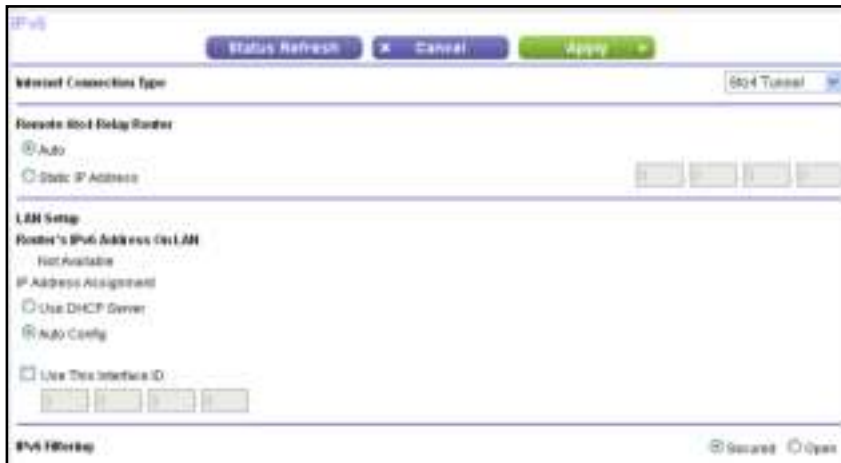 IPv6
Status Refresh X Cancel Apply
Internet Connection Type 6to4 Tunnel
Remote 6to4 Relay Router
Auto
Static IP Address
LAN Setup
Router's IPv6 Address On LAN
Not Available
IP Address Assignment
Use DHCP Server
Auto Config
Use This Interface ID
IPv6 Filtering Secured Open